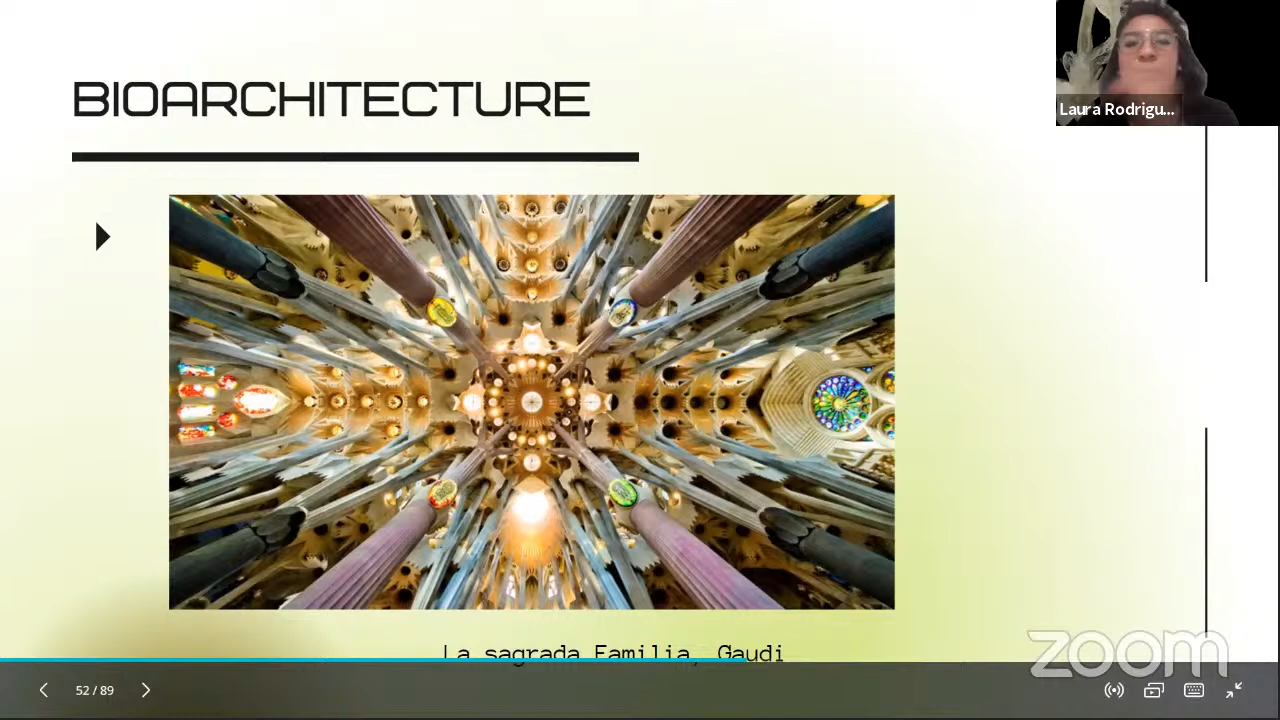 BIOARCHITECTURE
Laura Rodrigu...
La sagrada Familia, Gaudi
zoom
52 / 89